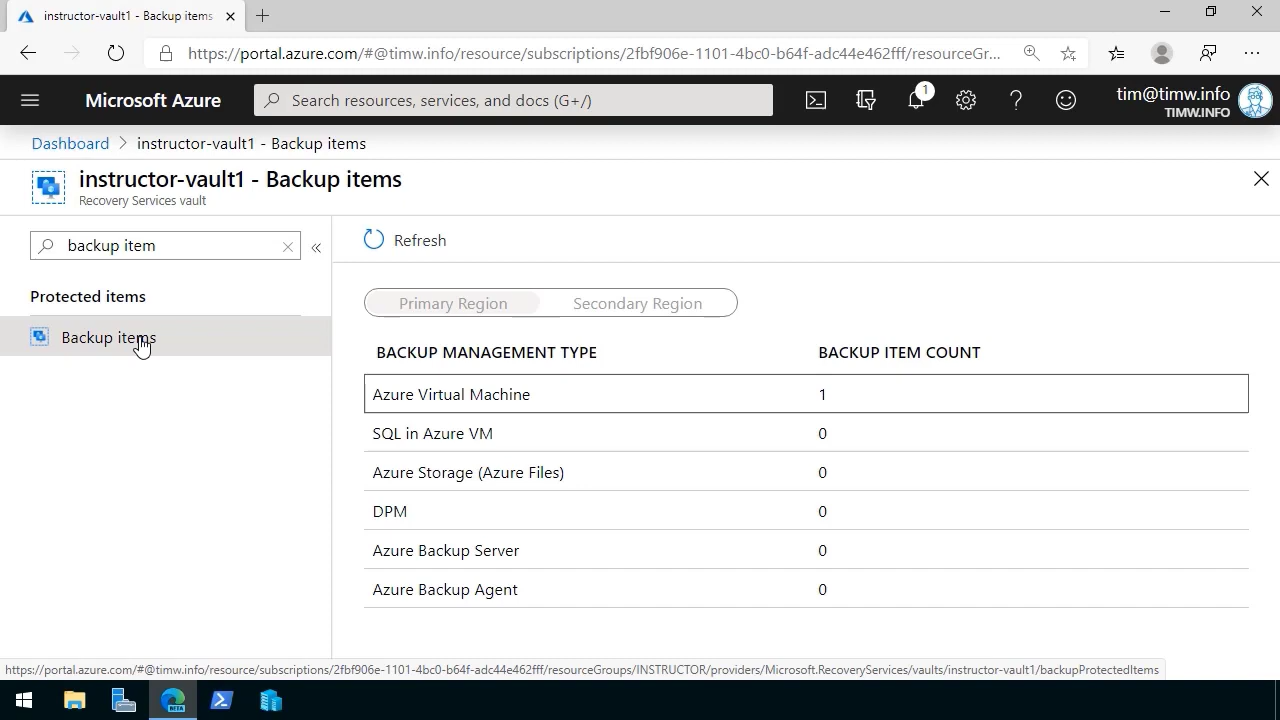 instructor-vault1 - Backup items
https://portal.azure.com/#@timw.info/resource/subscriptions/2fbf906e-1101-4bc0-b64f-adc44e462fff/resourceGr...
Microsoft Azure
Search resources, services, and docs (G+/)
1
tim@timw.info
TIMW.INFO
Dashboard > instructor-vault1 - Backup items
instructor-vault1 - Backup items
Recovery Services vault
backup item
«
Refresh
Protected items
Backup items
Primary Region Secondary Region
BACKUP MANAGEMENT TYPE BACKUP ITEM COUNT
Azure Virtual Machine 1
SQL in Azure VM 0
Azure Storage (Azure Files) 0
DPM 0
Azure Backup Server 0
Azure Backup Agent 0
https://portal.azure.com/#@timw.info/resource/subscriptions/2fbf906e-1101-4bc0-b64f-adc44e462fff/resourceGroups/INSTRUCTOR/providers/Microsoft.RecoveryServices/vaults/instructor-vault1/backupProtectedItems
BETA